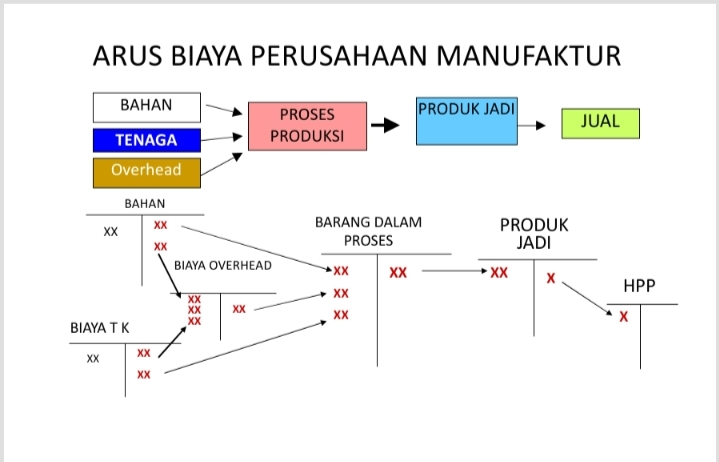 ARUS BIAYA PERUSAHAAN MANUFAKTUR
BAHAN
TENAGA
Overhead
PROSES
PRODUKSI
PRODUK JADI
JUAL
BAHAN
XX
XX
XX
BIAYA OVERHEAD
XX
XX
XX
XX
BIAYA T K
XX
XX
XX
BARANG DALAM
PROSES
XX
XX
XX
XX
PRODUK
JADI
XX
X
HPP
X